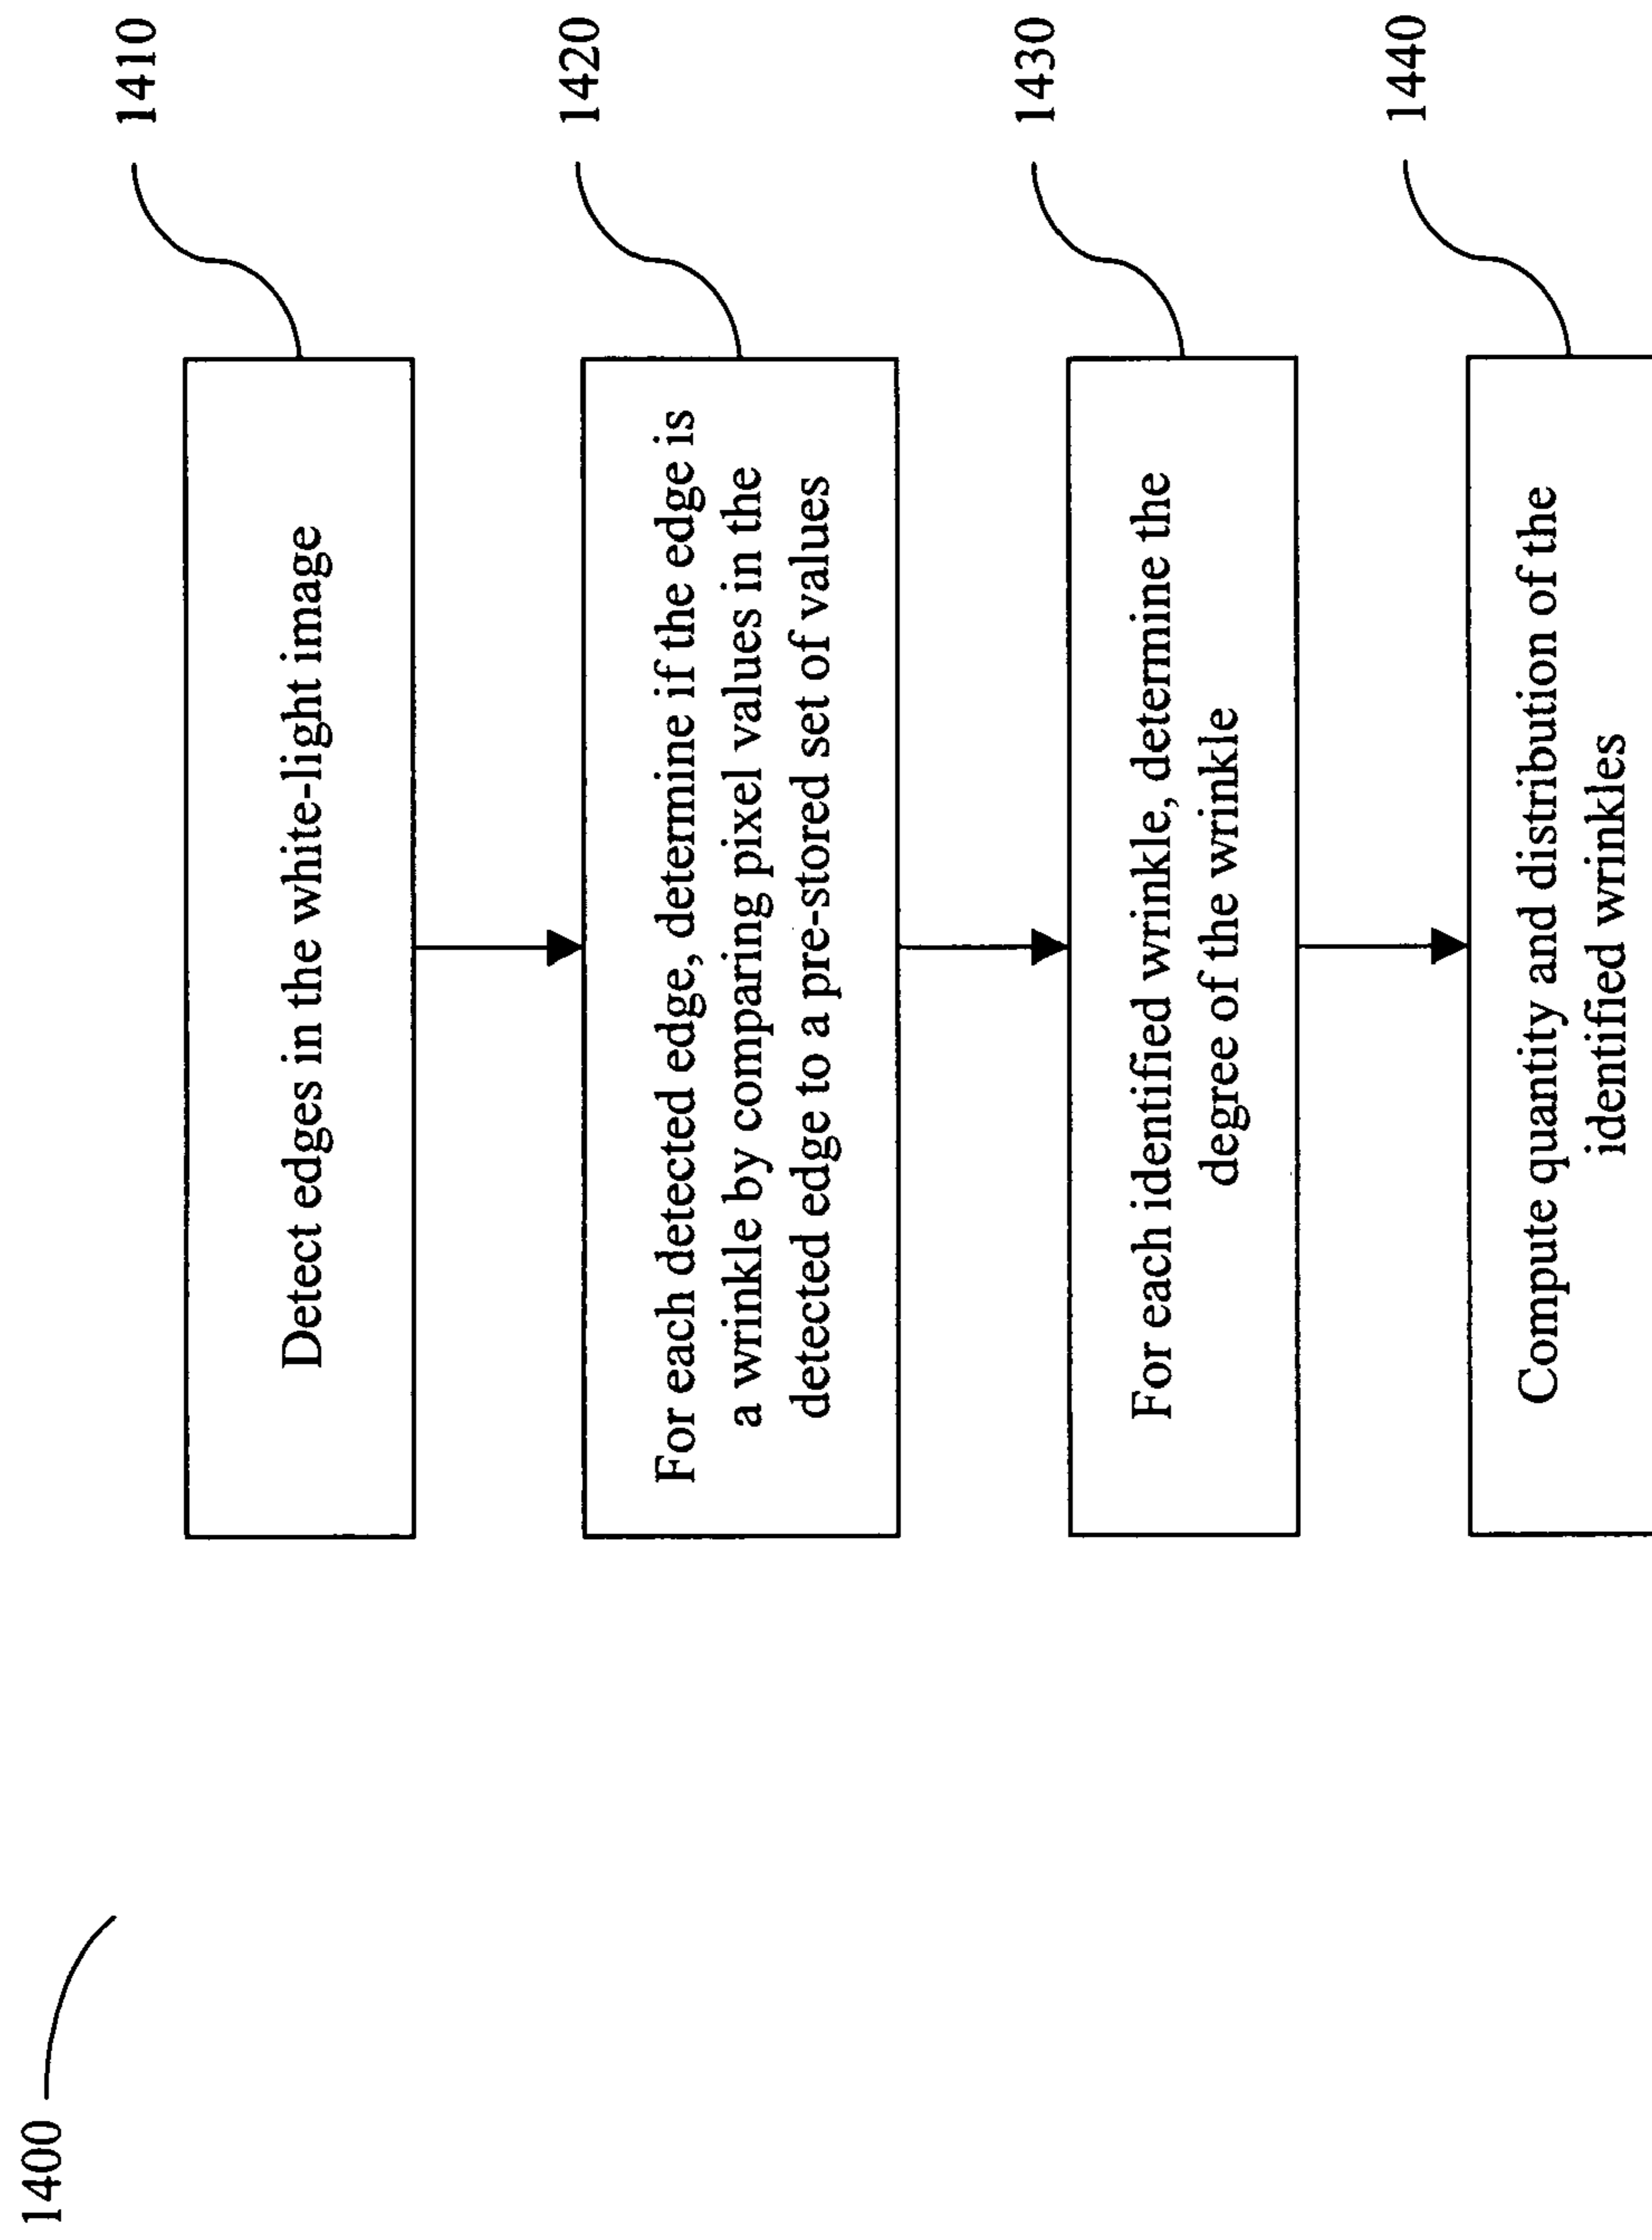 1400
1410
Detect edges in the white-light image
1420
For each detected edge, determine if the edge is
a wrinkle by comparing pixel values in the
detected edge to a pre-stored set of values
1430
For each identified wrinkle, determine the
degree of the wrinkle
1440
Compute quantity and distribution of the
identified wrinkles